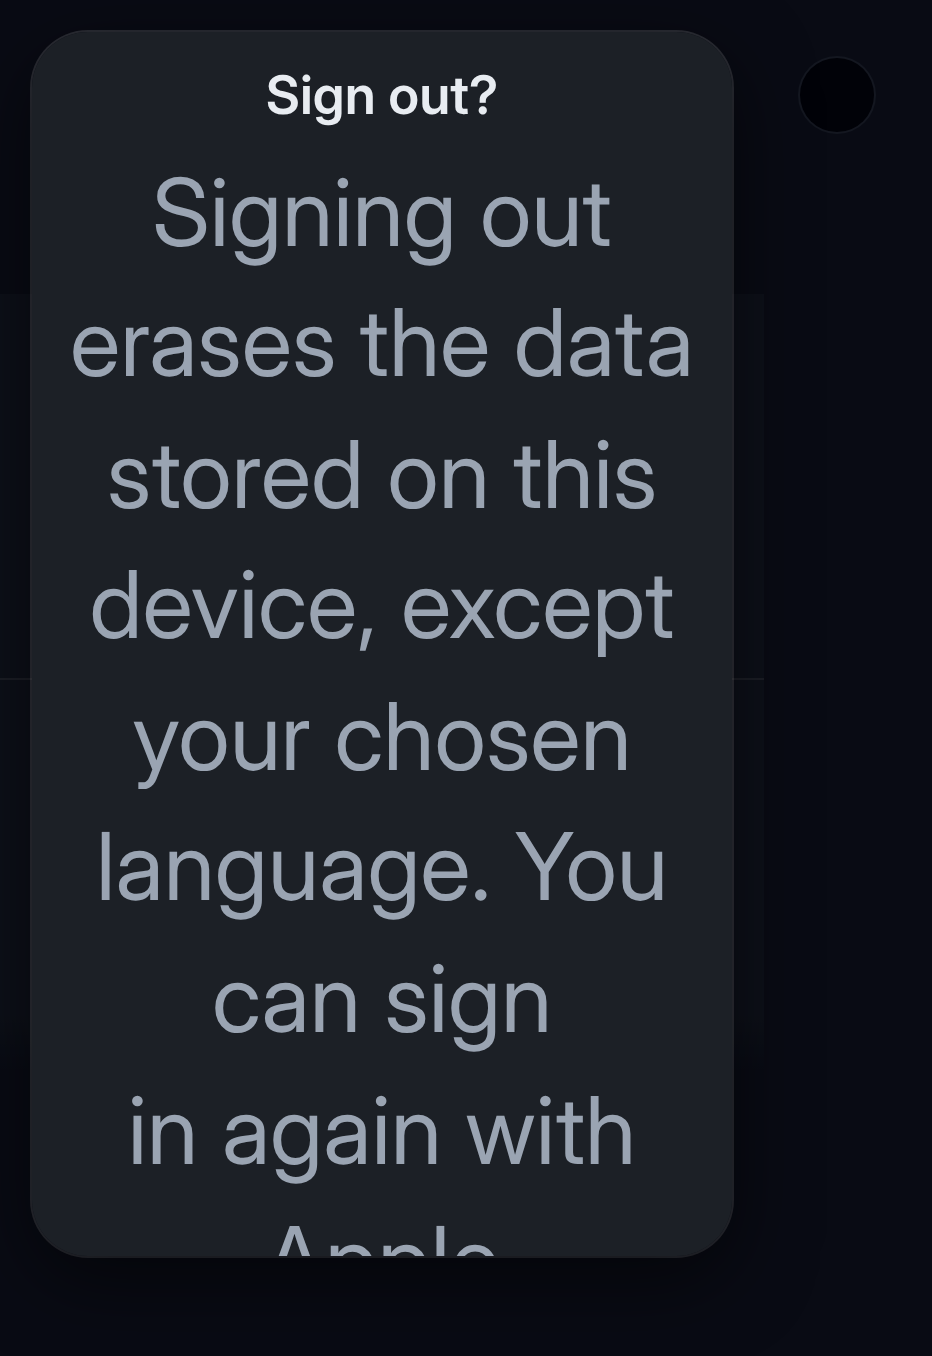 Sign out?
Signing out
erases the data
stored on this
device, except
your chosen
language. You
can sign
in again with
Apple